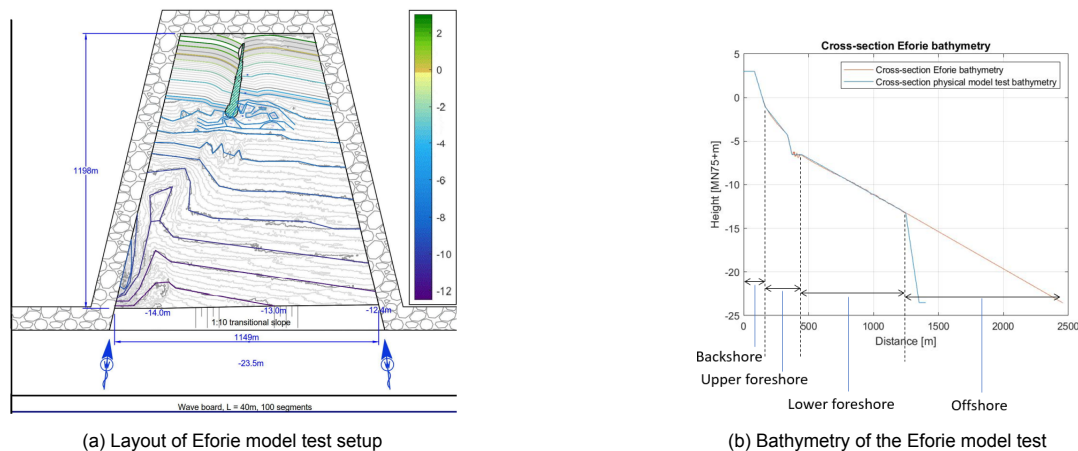 2
0
-2
-4
-6
-8
-10
-12
1198m
-14.0m
-13.0m
-12.4m
1:10 transitional slope
1149m
-23.5m
Wave board, L = 40m, 100 segments
(a) Layout of Eforie model test setup
Cross-section Eforie bathymetry
Cross-section Eforie bathymetry
Cross-section physical model test bathymetry
Height [MN75+m]
5
0
-5
-10
-15
-20
-25
0
500
1000
1500
2000
2500
Distance [m]
Backshore
Upper foreshore
Lower foreshore
Offshore
(b) Bathymetry of the Eforie model test